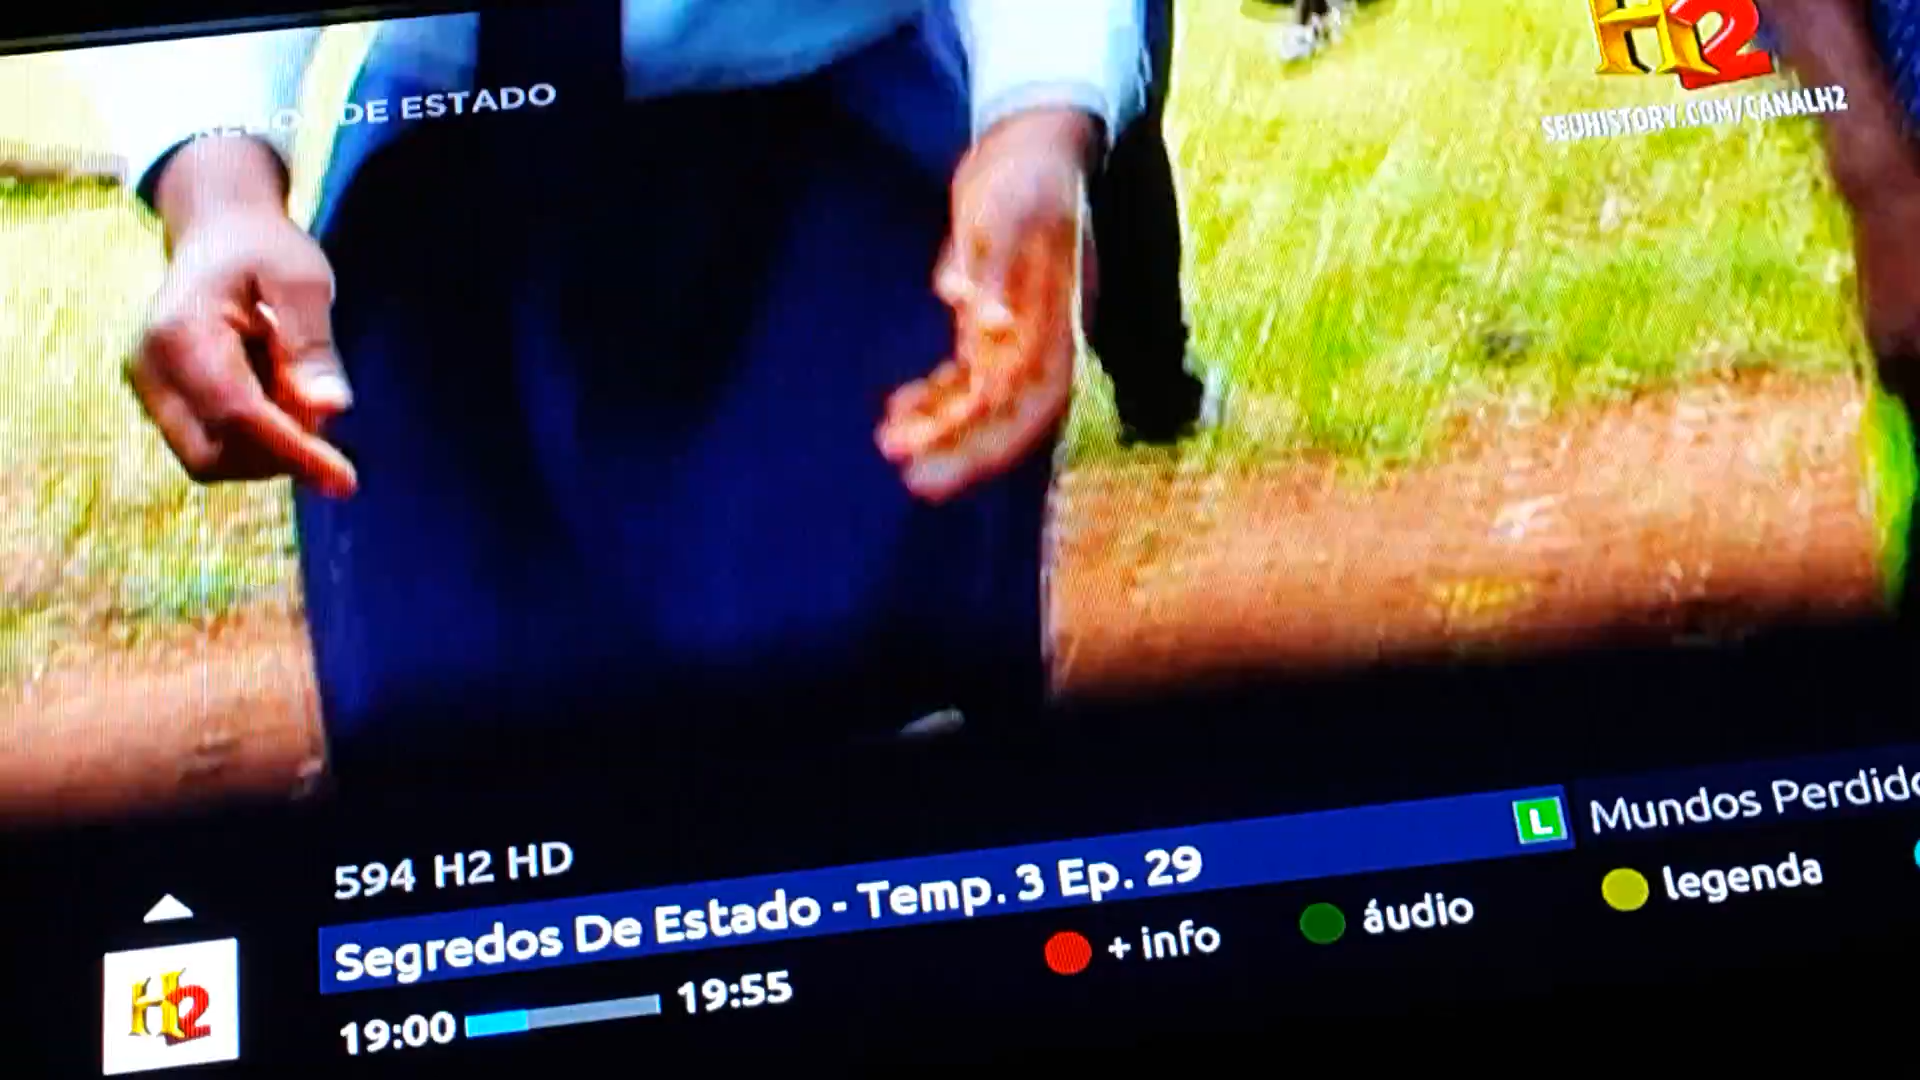 DE ESTADO
H2
SEUHISTORY.COM/CANALH2
594 H2 HD
Segredos De Estado - Temp. 3 Ep. 29
L
Mundos Perdido
19:00
19:55
+ info
áudio
legenda
H2